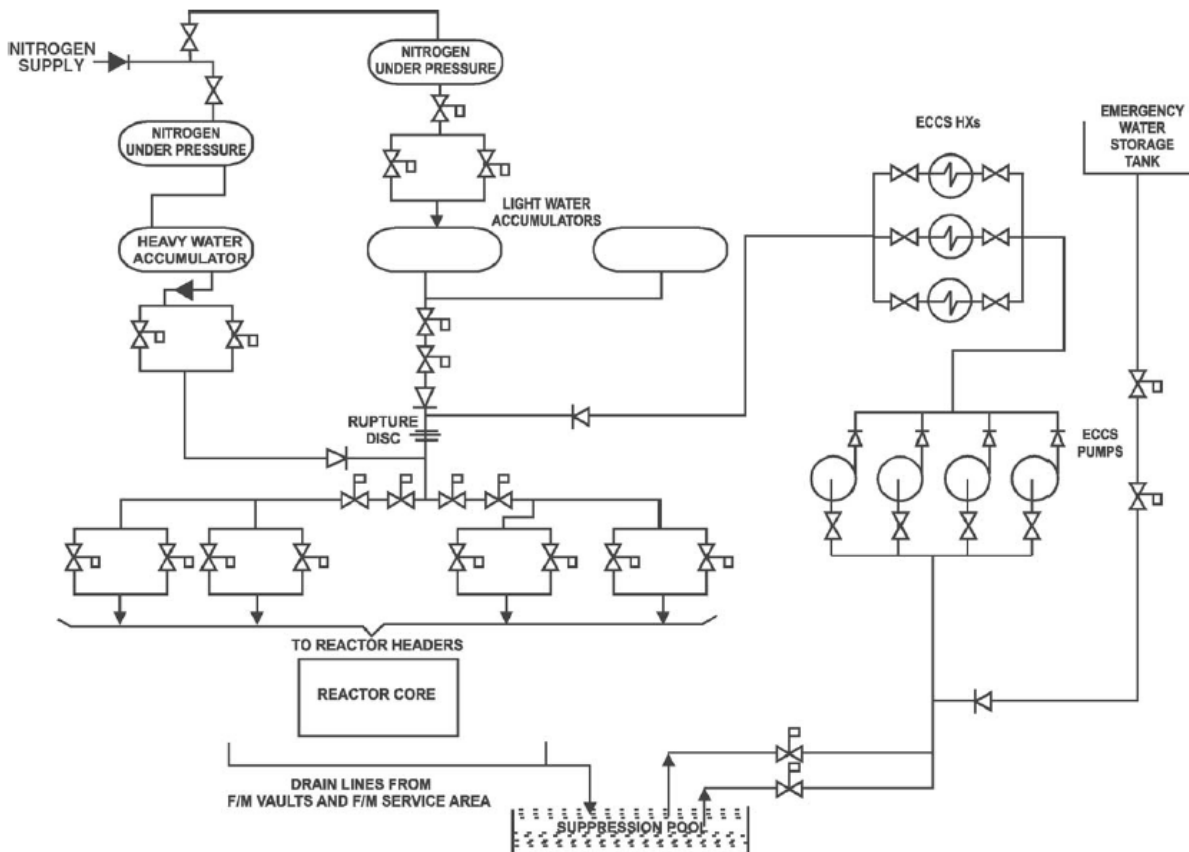 NITROGEN
SUPPLY
NITROGEN
UNDER PRESSURE
NITROGEN
UNDER PRESSURE
ECCS HXs
EMERGENCY
WATER
STORAGE
TANK
LIGHT WATER
ACCUMULATORS
HEAVY WATER
ACCUMULATOR
RUPTURE
DISC
ECCS
PUMPS
TO REACTOR HEADERS
REACTOR CORE
DRAIN LINES FROM
F/M VAULTS AND F/M SERVICE AREA
SUPPRESSION POOL